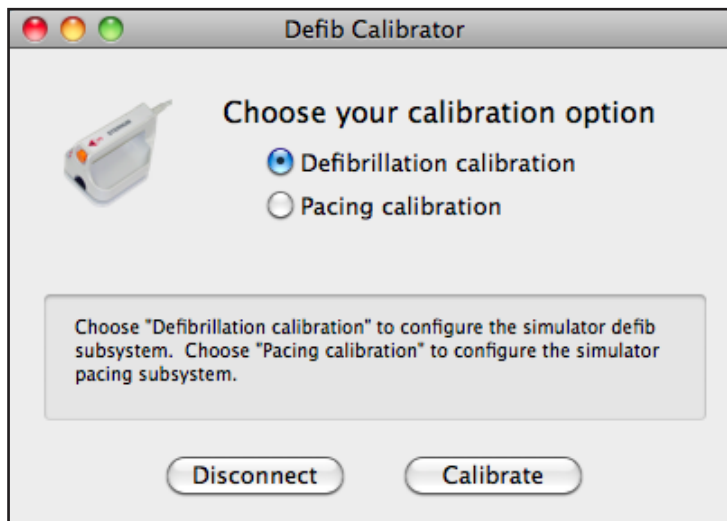 Defib Calibrator
Choose your calibration option
Defibrillation calibration
Pacing calibration
Choose "Defibrillation calibration" to configure the simulator defib
subsystem.  Choose "Pacing calibration" to configure the simulator
pacing subsystem.
Disconnect
Calibrate